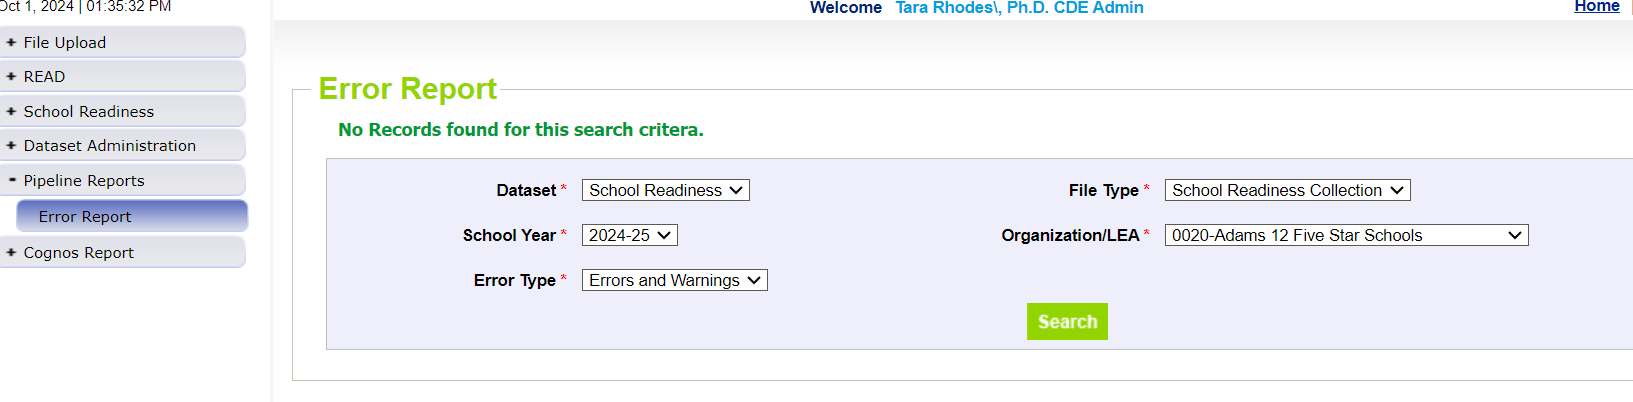 Oct 1, 2024 | 01:35:32 PM
Welcome Tara Rhodes\, Ph.D. CDE Admin
Home
+ File Upload
+ READ
+ School Readiness
+ Dataset Administration
- Pipeline Reports
Error Report
+ Cognos Report
Error Report
No Records found for this search critera.
Dataset * School Readiness
File Type * School Readiness Collection
School Year * 2024-25
Organization/LEA * 0020-Adams 12 Five Star Schools
Error Type * Errors and Warnings
Search